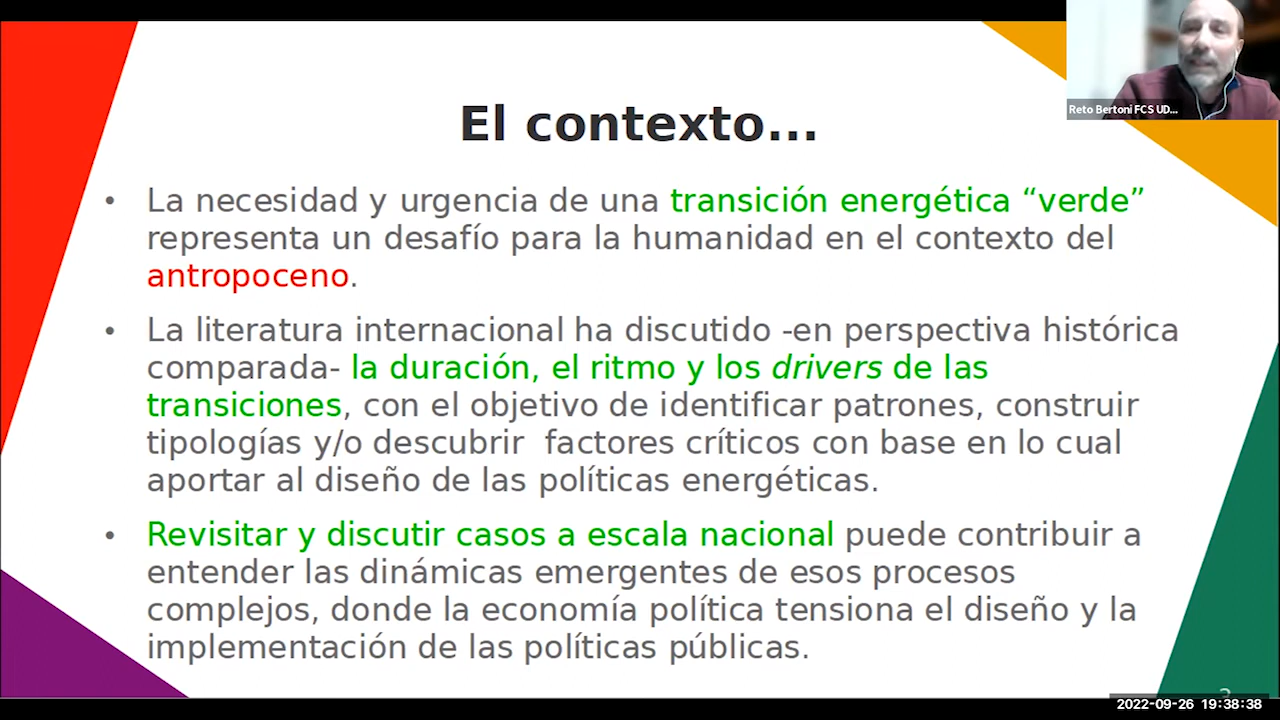 El contexto...
Reto Bertoni FCS UD...
• La necesidad y urgencia de una transición energética “verde”
representa un desafío para la humanidad en el contexto del
antropoceno.
• La literatura internacional ha discutido -en perspectiva histórica
comparada- la duración, el ritmo y los drivers de las
transiciones, con el objetivo de identificar patrones, construir
tipologías y/o descubrir  factores críticos con base en lo cual
aportar al diseño de las políticas energéticas.
• Revisitar y discutir casos a escala nacional puede contribuir a
entender las dinámicas emergentes de esos procesos
complejos, donde la economía política tensiona el diseño y la
implementación de las políticas públicas.
3
2022-09-26 19:38:38